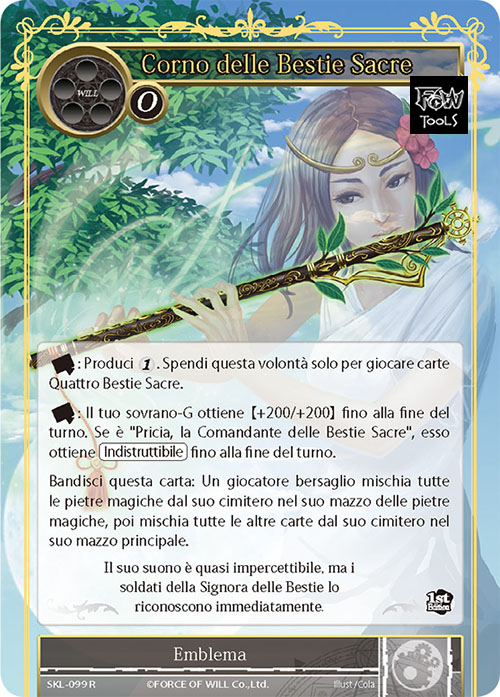 Corno delle Bestie Sacre
WILL
0
FOW
TOOLS
: Produci 1 . Spendi questa volontà solo per giocare carte
Quattro Bestie Sacre.
: Il tuo sovrano-G ottiene [+200/+200] fino alla fine del
turno. Se è "Pricia, la Comandante delle Bestie Sacre", esso
ottiene Indistruttibile fino alla fine del turno.
Bandisci questa carta: Un giocatore bersaglio mischia tutte
le pietre magiche dal suo cimitero nel suo mazzo delle pietre
magiche, poi mischia tutte le altre carte dal suo cimitero nel
suo mazzo principale.
Il suo suono è quasi impercettibile, ma i
soldati della Signora delle Bestie lo
riconoscono immediatamente.
1st
Edition
Emblema
SKL-099 R ©FORCE OF WILL Co.,Ltd. Illust/Cola